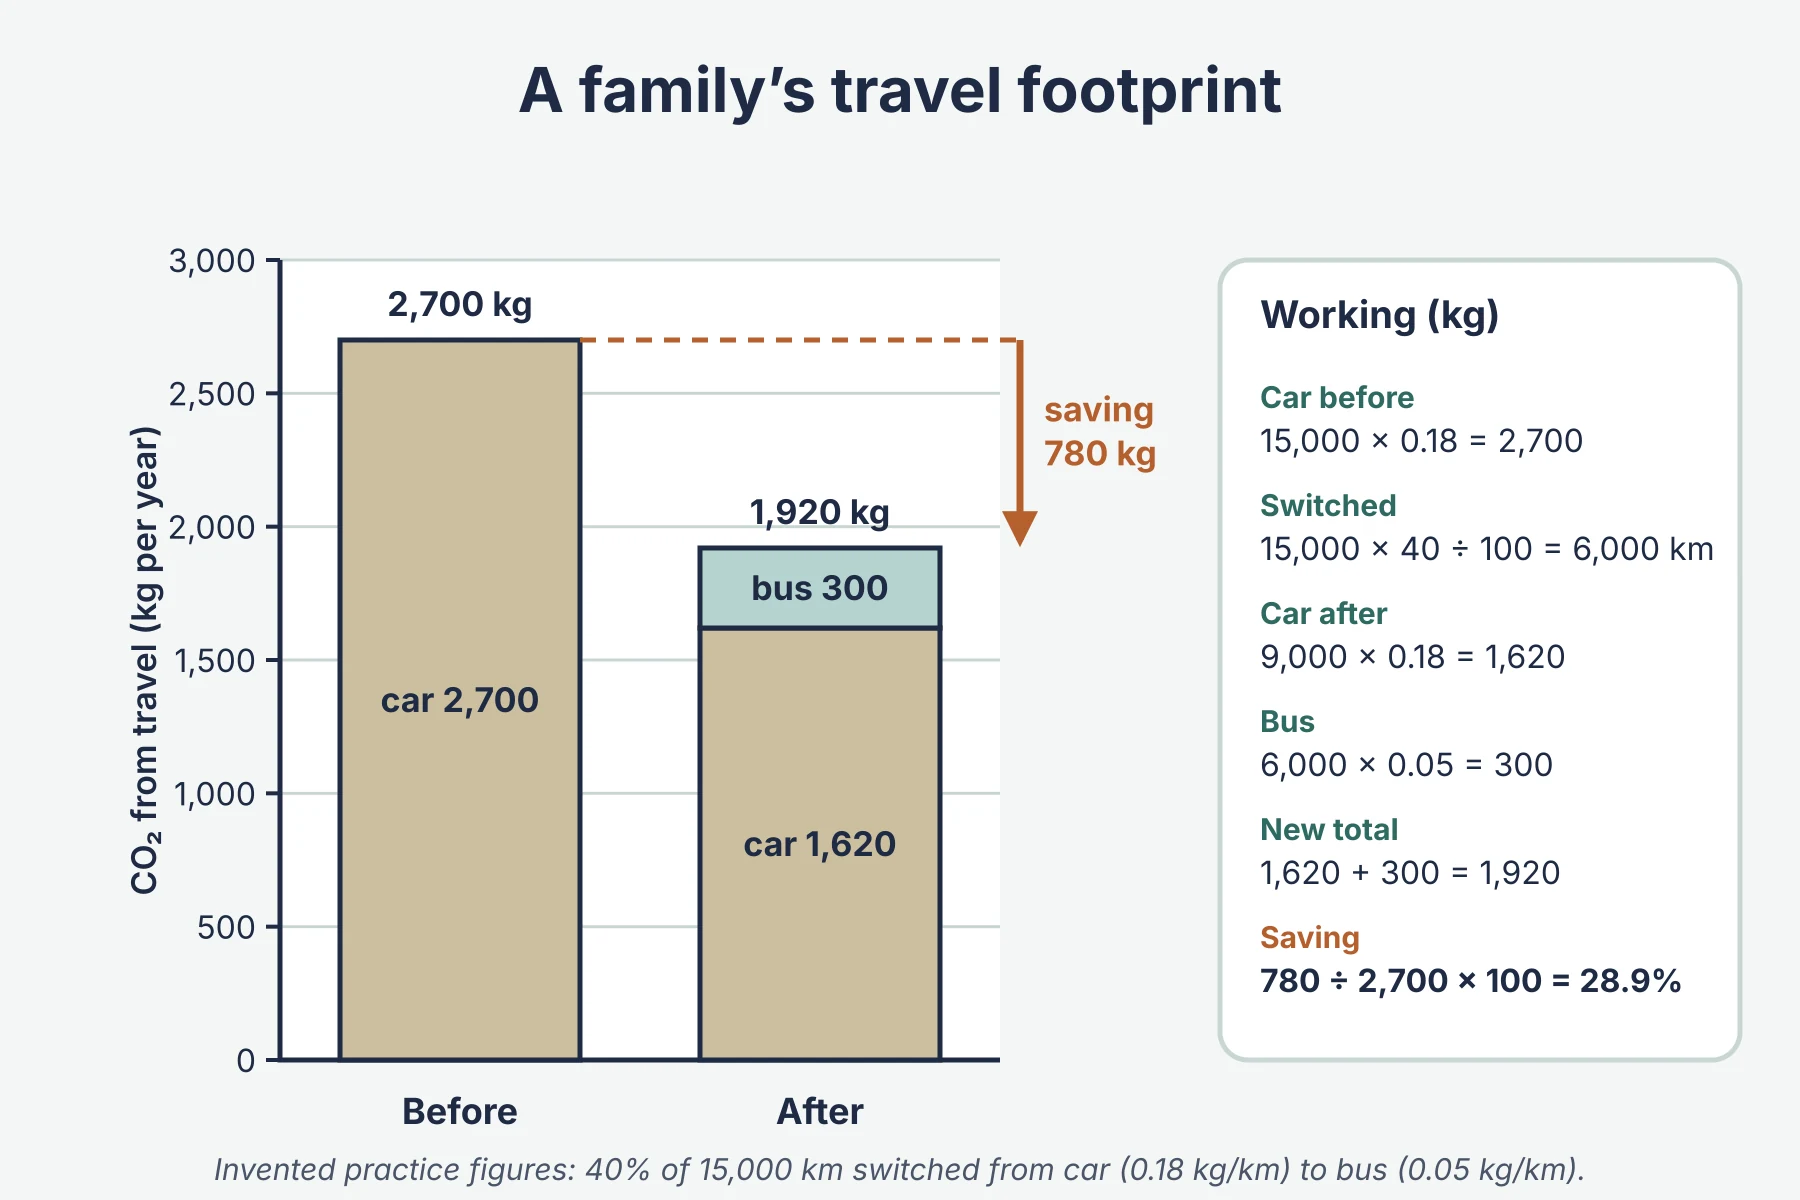 A family’s travel footprint
CO₂ from travel (kg per year)
3,000
2,500
2,000
1,500
1,000
500
0
2,700 kg
car 2,700
saving
780 kg
1,920 kg
bus 300
car 1,620
Before
After
Working (kg)
Car before
15,000 × 0.18 = 2,700
Switched
15,000 × 40 ÷ 100 = 6,000 km
Car after
9,000 × 0.18 = 1,620
Bus
6,000 × 0.05 = 300
New total
1,620 + 300 = 1,920
Saving
780 ÷ 2,700 × 100 = 28.9%
Invented practice figures: 40% of 15,000 km switched from car (0.18 kg/km) to bus (0.05 kg/km).